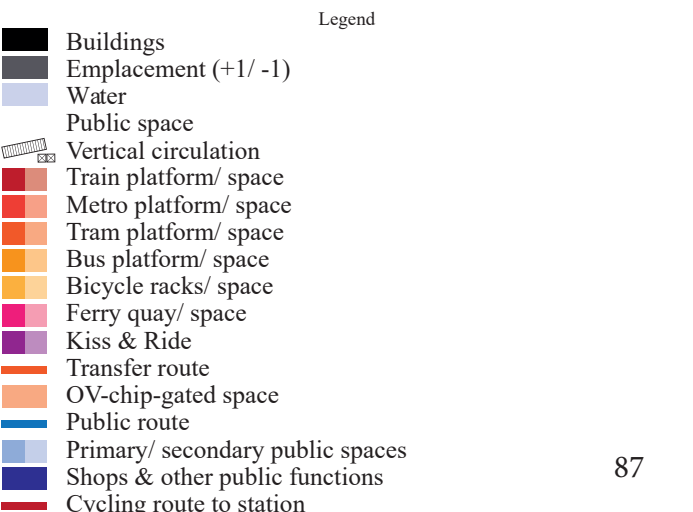 Legend
Buildings
Emplacement (+1/ -1)
Water
Public space
Vertical circulation
Train platform/ space
Metro platform/ space
Tram platform/ space
Bus platform/ space
Bicycle racks/ space
Ferry quay/ space
Kiss & Ride
Transfer route
OV-chip-gated space
Public route
Primary/ secondary public spaces
Shops & other public functions
87
Cycling route to station